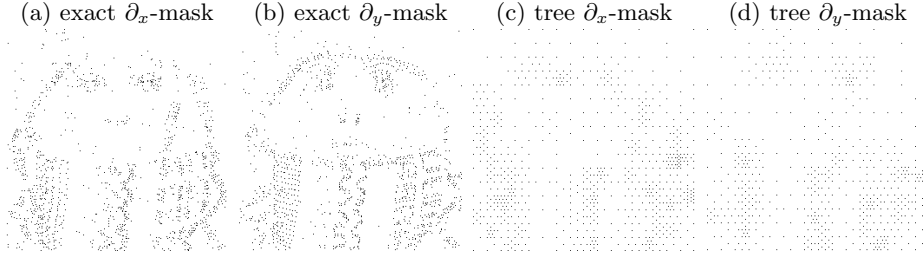 (a) exact ∂x-mask (b) exact ∂y-mask (c) tree ∂x-mask (d) tree ∂y-mask